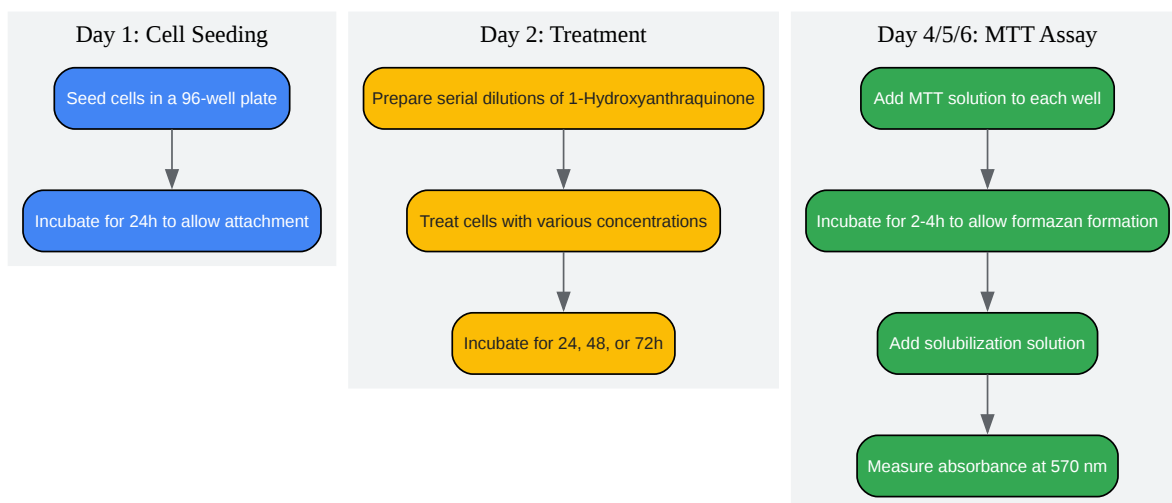 Day 1: Cell Seeding
Seed cells in a 96-well plate
Incubate for 24h to allow attachment
Day 2: Treatment
Prepare serial dilutions of 1-Hydroxyanthraquinone
Treat cells with various concentrations
Incubate for 24, 48, or 72h
Day 4/5/6: MTT Assay
Add MTT solution to each well
Incubate for 2-4h to allow formazan formation
Add solubilization solution
Measure absorbance at 570 nm